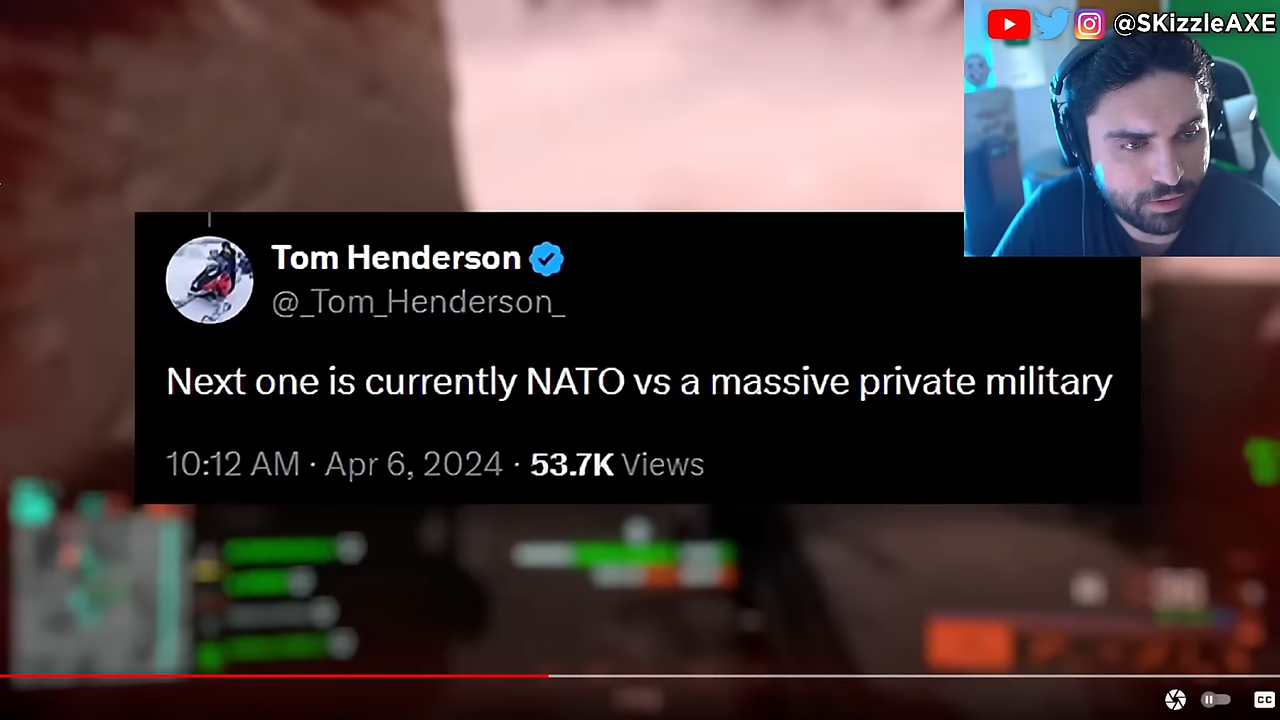 @SKizzleAXE
Tom Henderson
@_Tom_Henderson_
Next one is currently NATO vs a massive private military
10:12 AM · Apr 6, 2024 · 53.7K Views
CC